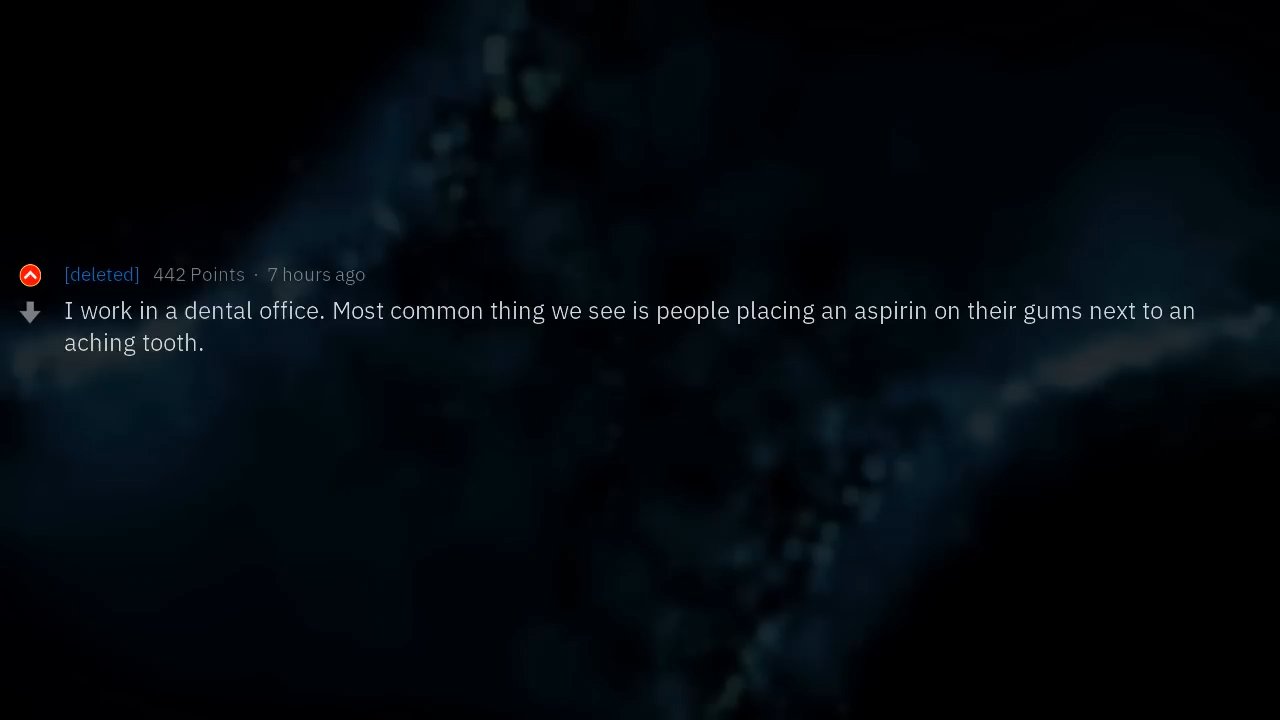 [deleted] 442 Points · 7 hours ago
I work in a dental office. Most common thing we see is people placing an aspirin on their gums next to an
aching tooth.